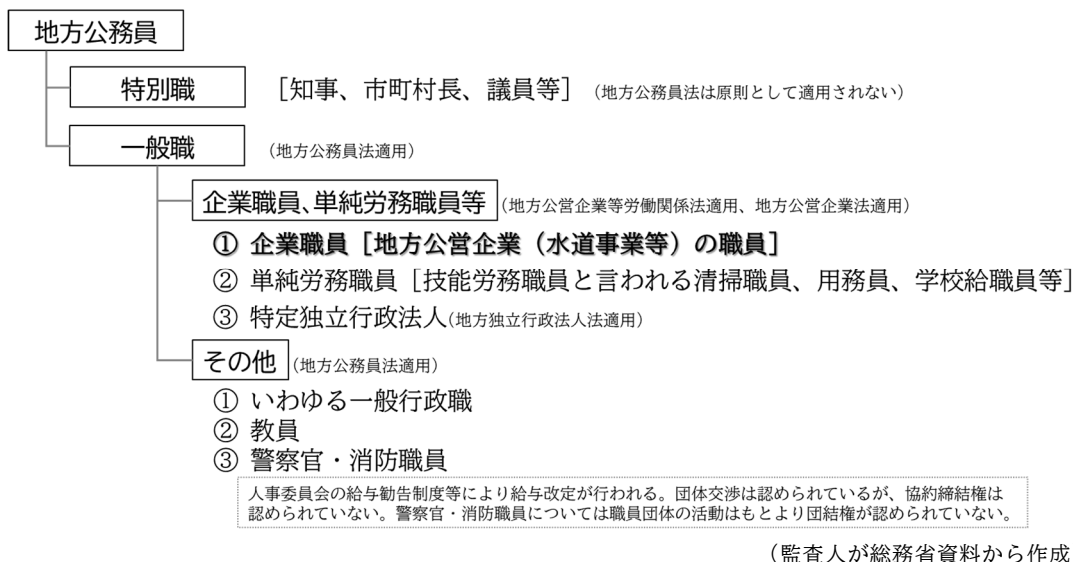 地方公務員
特別職 ［知事、市町村長、議員等］（地方公務員法は原則として適用されない）
一般職 （地方公務員法適用）
企業職員、単純労務職員等（地方公営企業等労働関係法適用、地方公営企業法適用）
① 企業職員［地方公営企業（水道事業等）の職員］
② 単純労務職員［技能労務職員と言われる清掃職員、用務員、学校給職員等］
③ 特定独立行政法人（地方独立行政法人法適用）
その他（地方公務員法適用）
① いわゆる一般行政職
② 教員
③ 警察官・消防職員
人事委員会の給与勧告制度等により給与改定が行われる。団体交渉は認められているが、協約締結権は
認められていない。警察官・消防職員については職員団体の活動はもとより団結権が認められていない。
（監査人が総務省資料から作成